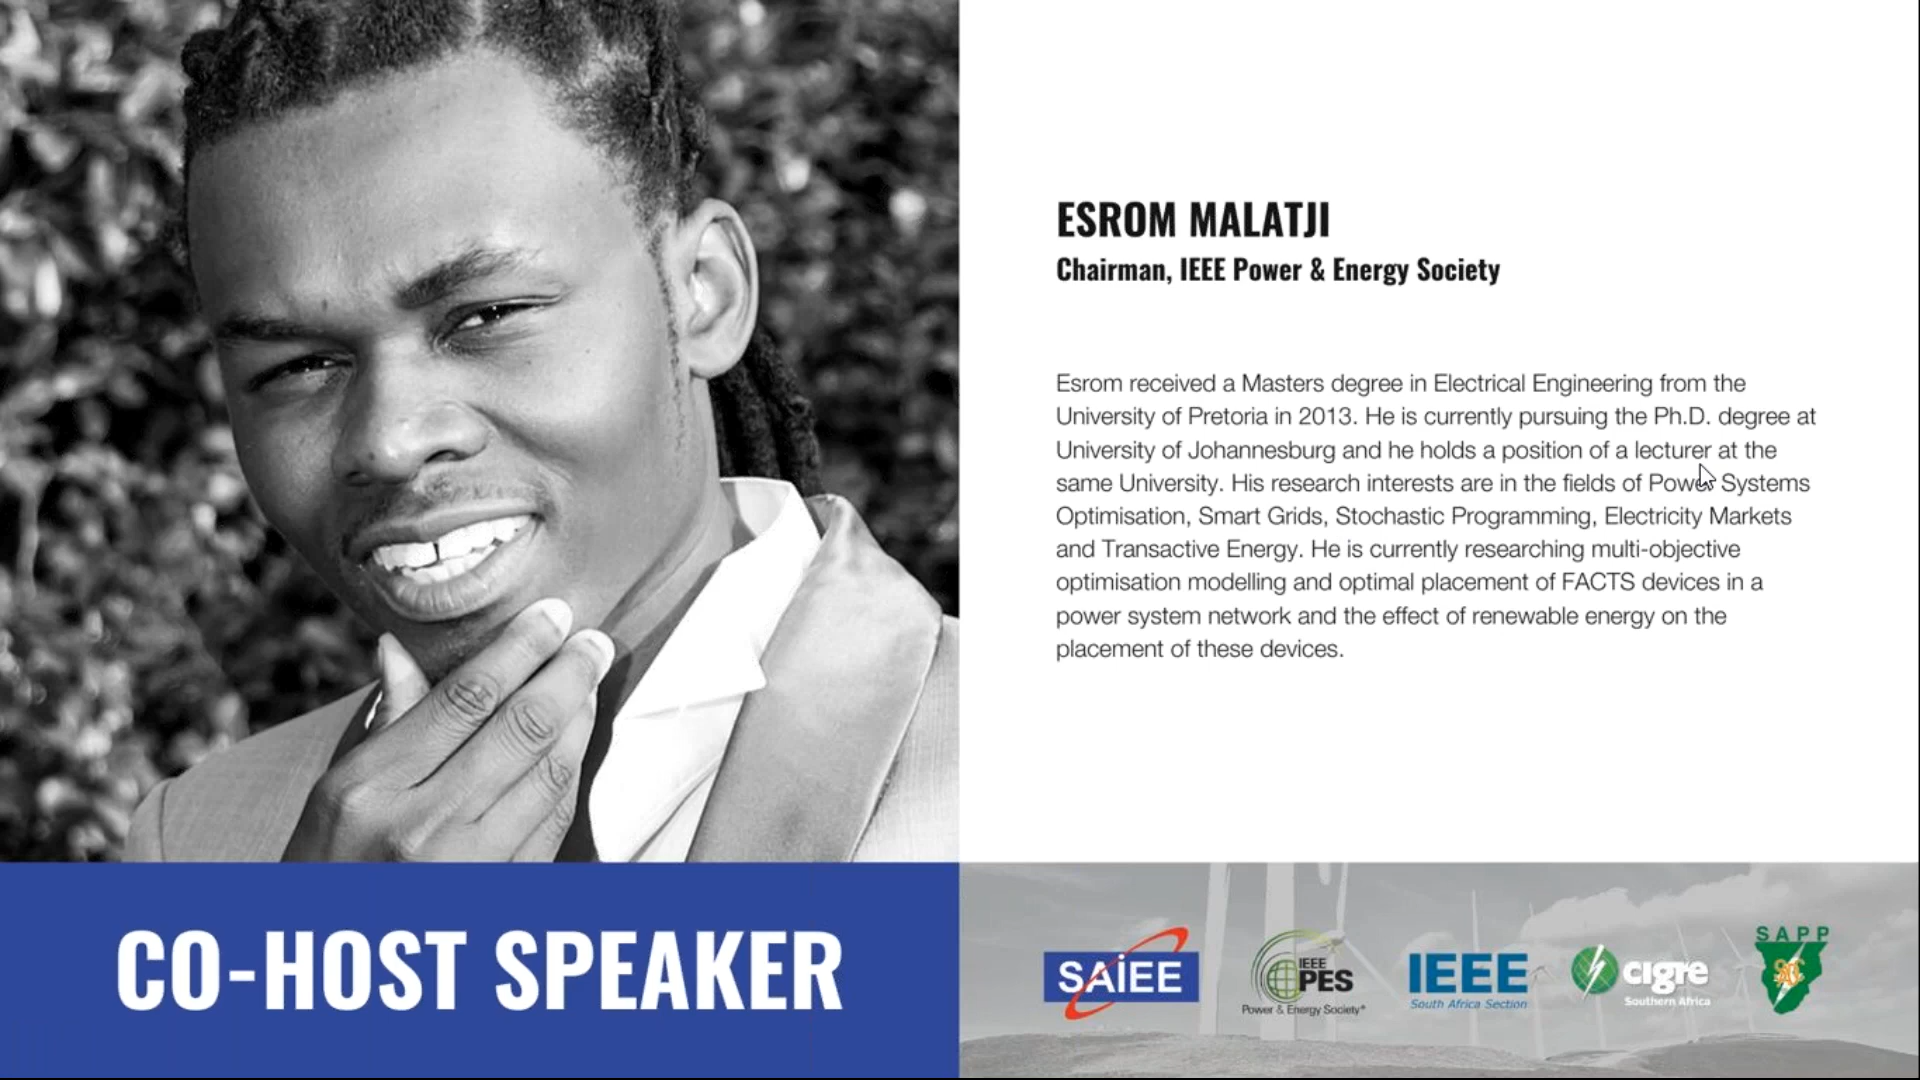 ESROM MALATJI
Chairman, IEEE Power & Energy Society
Esrom received a Masters degree in Electrical Engineering from the
University of Pretoria in 2013. He is currently pursuing the Ph.D. degree at
University of Johannesburg and he holds a position of a lecturer at the
same University. His research interests are in the fields of Power Systems
Optimisation, Smart Grids, Stochastic Programming, Electricity Markets
and Transactive Energy. He is currently researching multi-objective
optimisation modelling and optimal placement of FACTS devices in a
power system network and the effect of renewable energy on the
placement of these devices.
CO-HOST SPEAKER
SAIEE
IEEE
PES
Power & Energy Society®
IEEE
South Africa Section
cigre
Southern Africa
SAPP